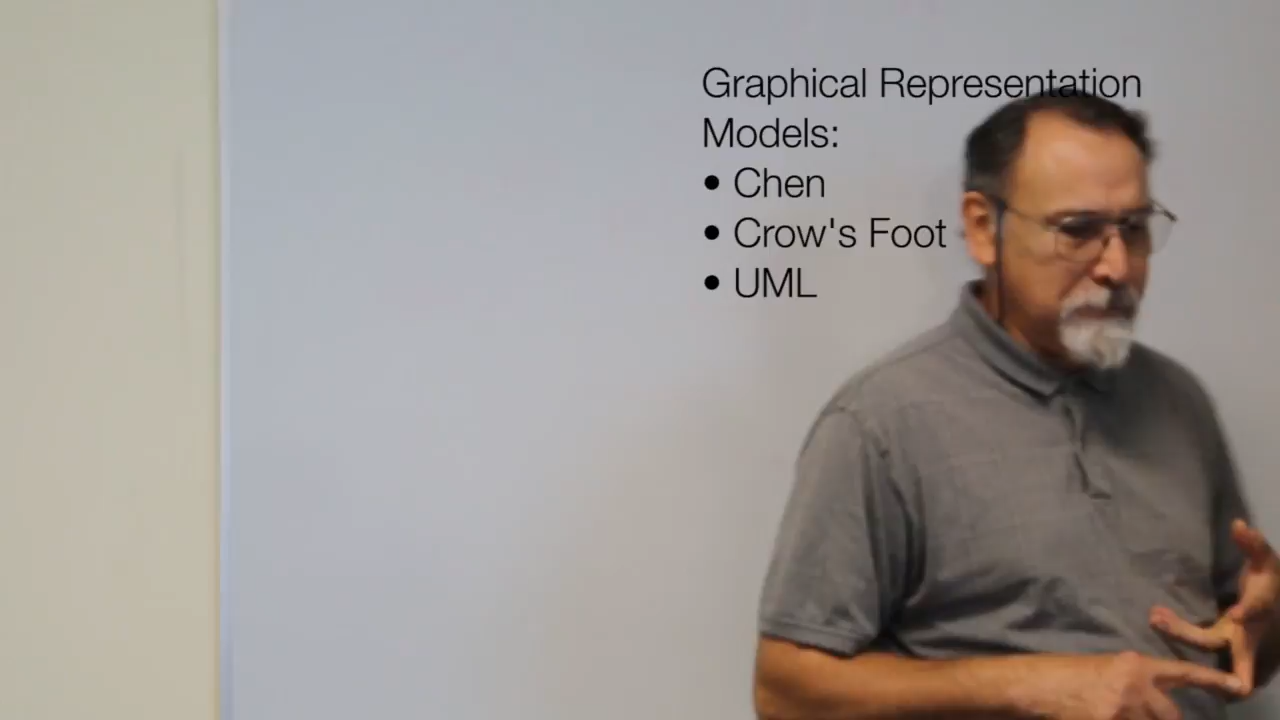 Graphical Representation
Models:
• Chen
• Crow's Foot
• UML